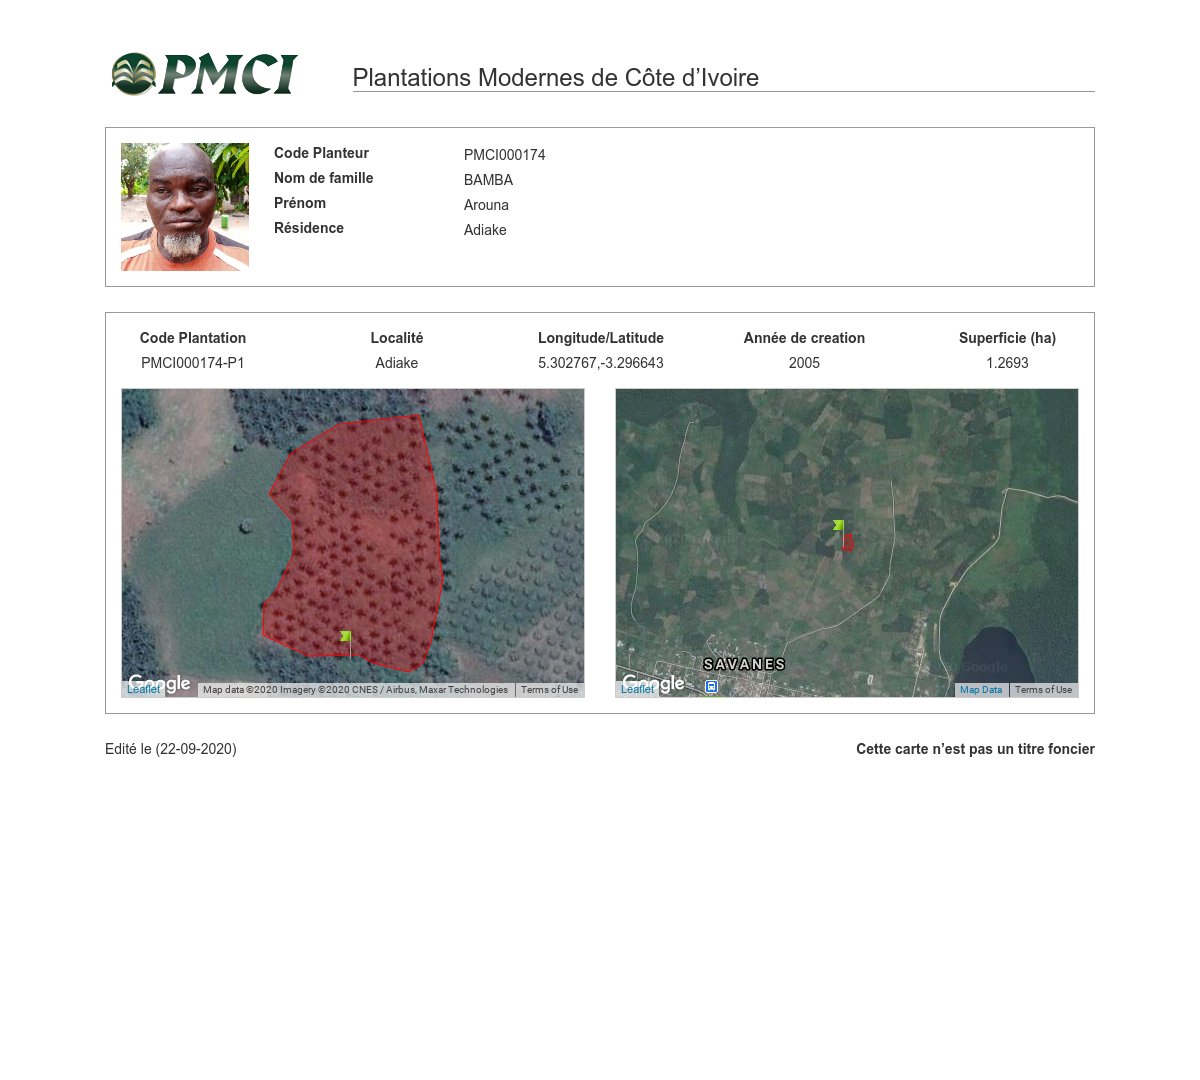 PMCI
Plantations Modernes de Côte d’Ivoire
Code Planteur PMCI000174
Nom de famille BAMBA
Prénom Arouna
Résidence Adiake
Code Plantation Localité Longitude/Latitude Année de creation Superficie (ha)
PMCI000174-P1 Adiake 5.302767,-3.296643 2005 1.2693
SAVANES
Google
Leaflet Map data ©2020 Imagery ©2020 CNES / Airbus, Maxar Technologies Terms of Use
Google
Leaflet Map Data Terms of Use
Edité le (22-09-2020) Cette carte n’est pas un titre foncier